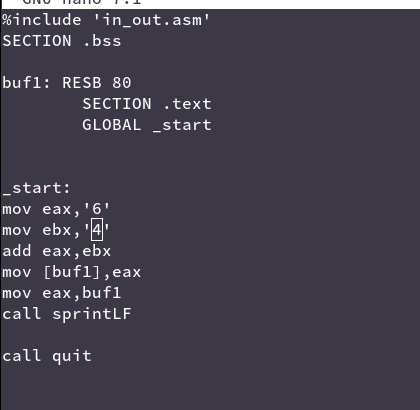 GNU nano 7.1
%include 'in_out.asm'
SECTION .bss
buf1: RESB 80
SECTION .text
GLOBAL _start
_start:
mov eax,'6'
mov ebx,'4'
add eax,ebx
mov [buf1],eax
mov eax,buf1
call sprintLF
call quit